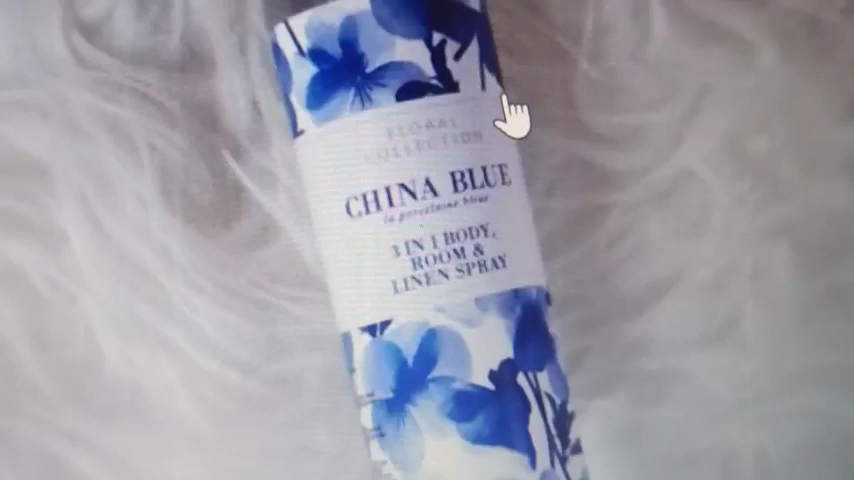 FLORAL
COLLECTION
CHINA BLUE
la porcelaine bleue
3 IN 1 BODY,
ROOM &
LINEN SPRAY